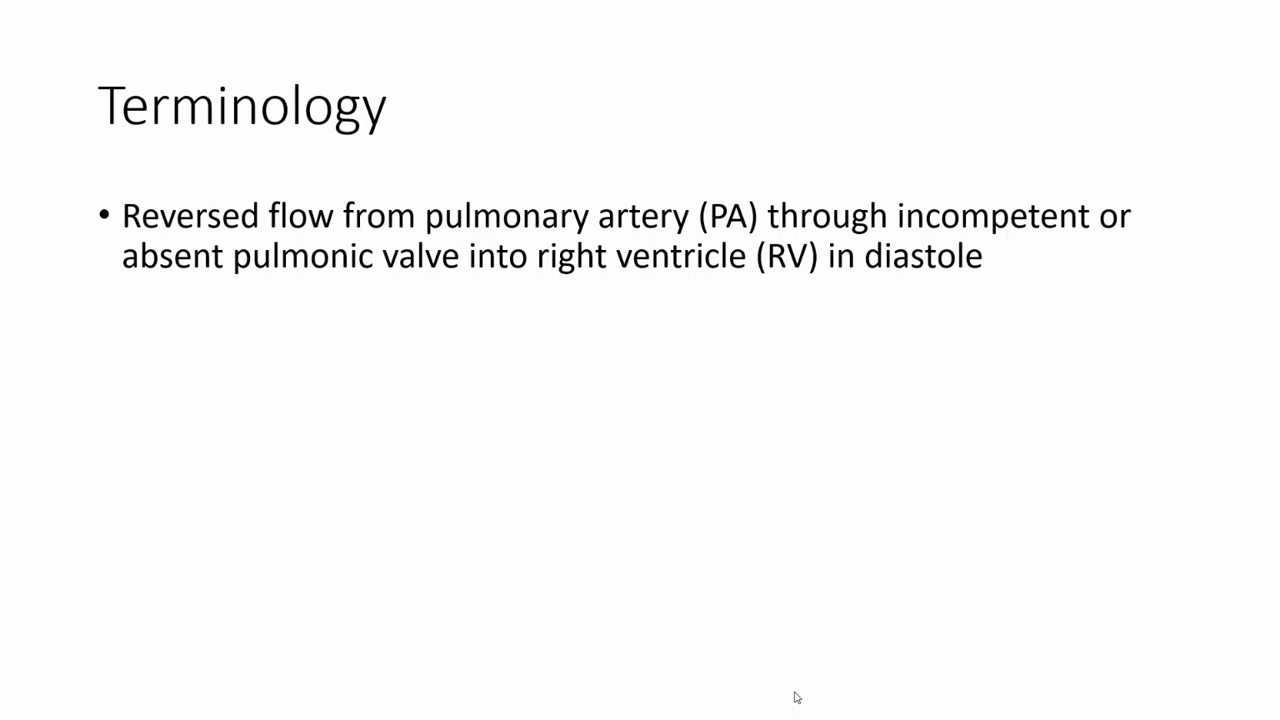 Terminology
• Reversed flow from pulmonary artery (PA) through incompetent or
absent pulmonic valve into right ventricle (RV) in diastole